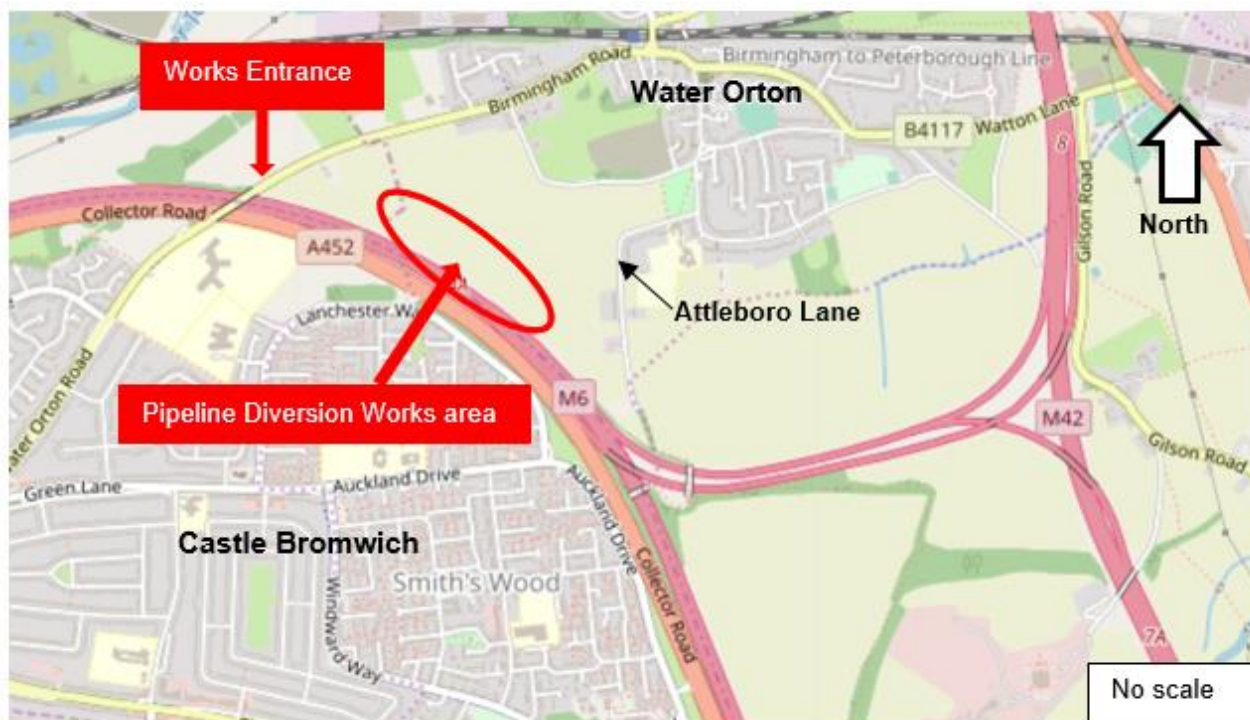 Works Entrance
Birmingham Road
Birmingham to Peterborough Line
Water Orton
B4117
Watton Lane
8
Gilson Road
North
Collector Road
A452
Lanchester W
Attleboro Lane
Pipeline Diversion Works area
M6
M42
Gilson Road
Water Orton Road
Green Lane
Auckland Drive
Auckland Drive
Castle Bromwich
Smith's Wood
Windward Way
Collector Road
7A
No scale